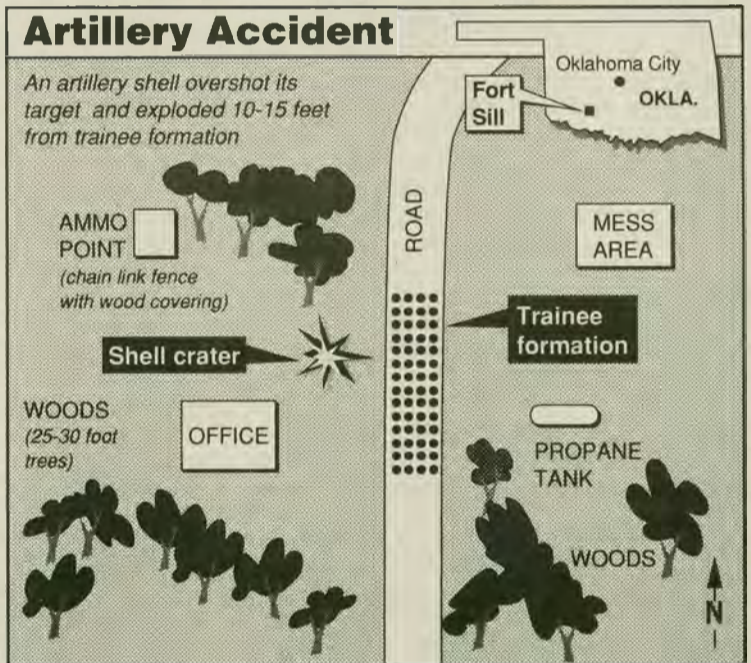 Artillery Accident
An artillery shell overshot its
target and exploded 10-15 feet
from trainee formation
Oklahoma City
OKLA.
Fort
Sill
AMMO
POINT
(chain link fence
with wood covering)
ROAD
MESS
AREA
Trainee
formation
Shell crater
WOODS
(25-30 foot
trees)
OFFICE
PROPANE
TANK
WOODS
N